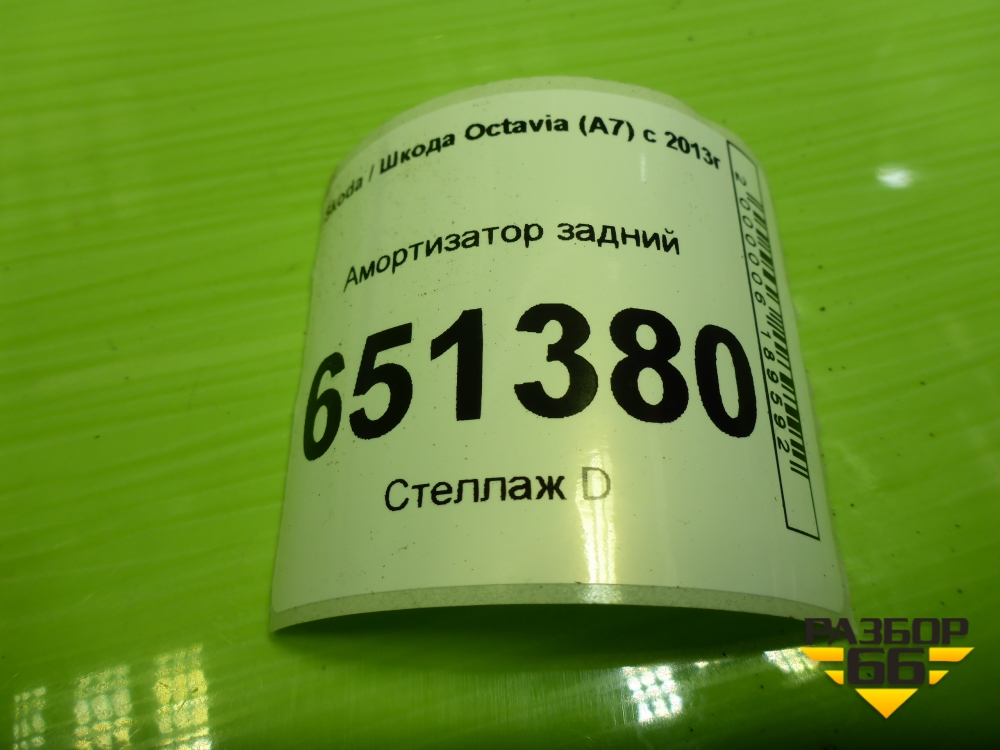 Skoda / Шкода Octavia (A7) с 2013г
Амортизатор задний
651380
Стеллаж D
2000006189592
РАЗБОР
66